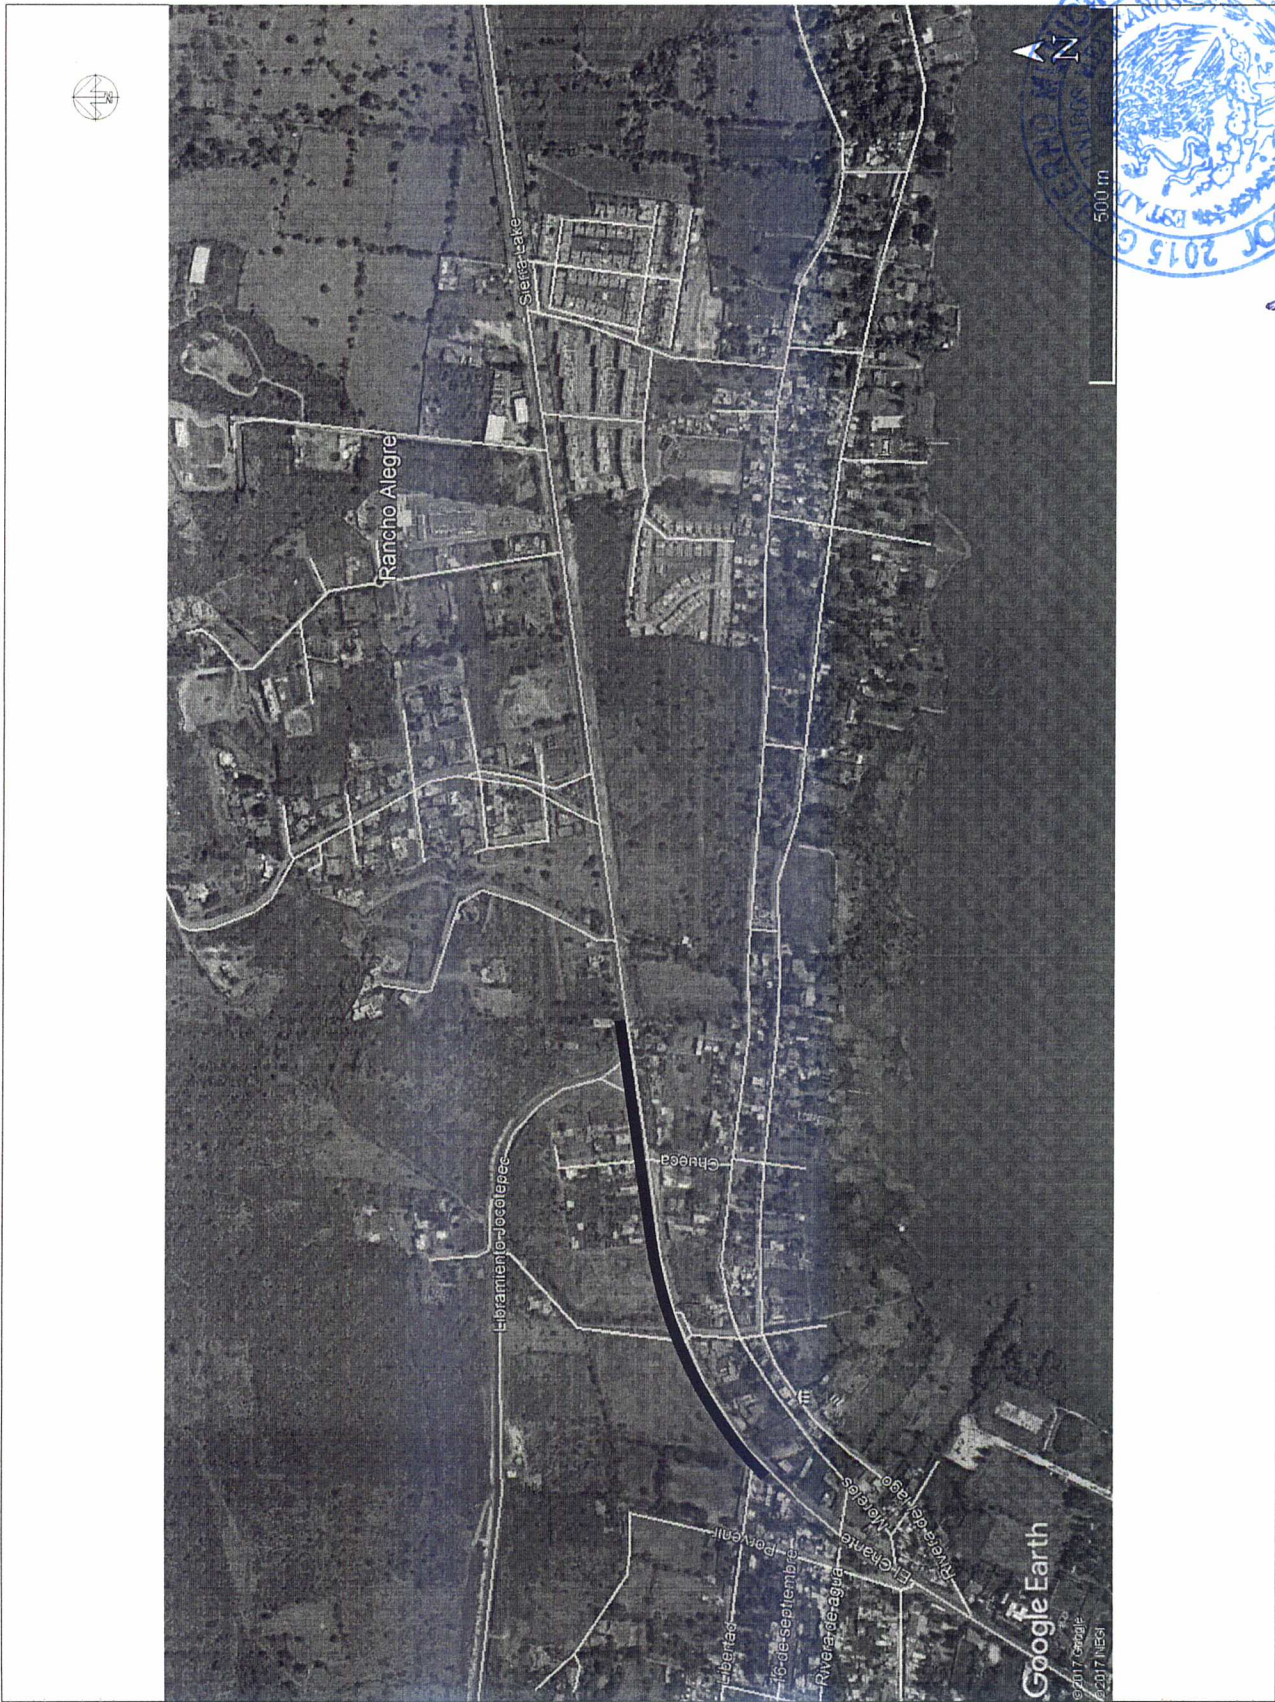 N
500 m
Sierra Lake
Rancho Alegre
Libramiento Jocotepec
Chueca
Porvenir
El Chante
Morelos
Rivera del lago
Libertad
16 de septiembre
Rivera de agua
Google Earth
© 2017 Google
© 2017 INEGI
2015